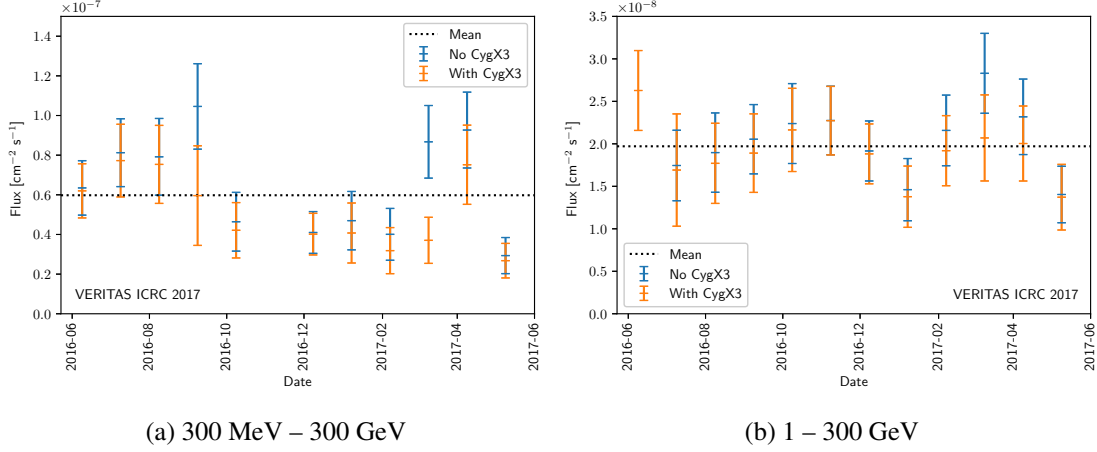 ×10⁻⁷
1.4
1.2
1.0
0.8
0.6
0.4
0.2
0.0
Flux [cm⁻² s⁻¹]
Mean
No CygX3
With CygX3
VERITAS ICRC 2017
2016-06
2016-08
2016-10
2016-12
2017-02
2017-04
2017-06
Date
(a) 300 MeV – 300 GeV
×10⁻⁸
3.5
3.0
2.5
2.0
1.5
1.0
0.5
0.0
Flux [cm⁻² s⁻¹]
Mean
No CygX3
With CygX3
VERITAS ICRC 2017
2016-06
2016-08
2016-10
2016-12
2017-02
2017-04
2017-06
Date
(b) 1 – 300 GeV